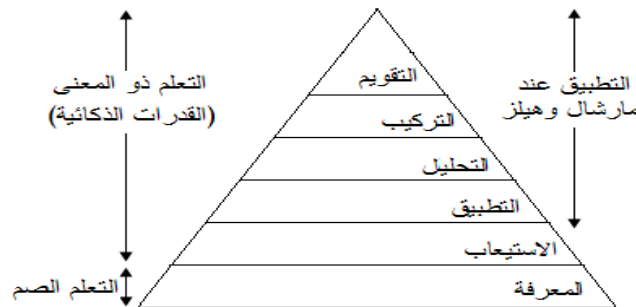 التقويم
التركيب
التحليل
التطبيق
الاستيعاب
المعرفة
التطبيق عند
مارشال وهيلز
التعلم ذو المعنى
(القدرات الذكائية)
التعلم الصم